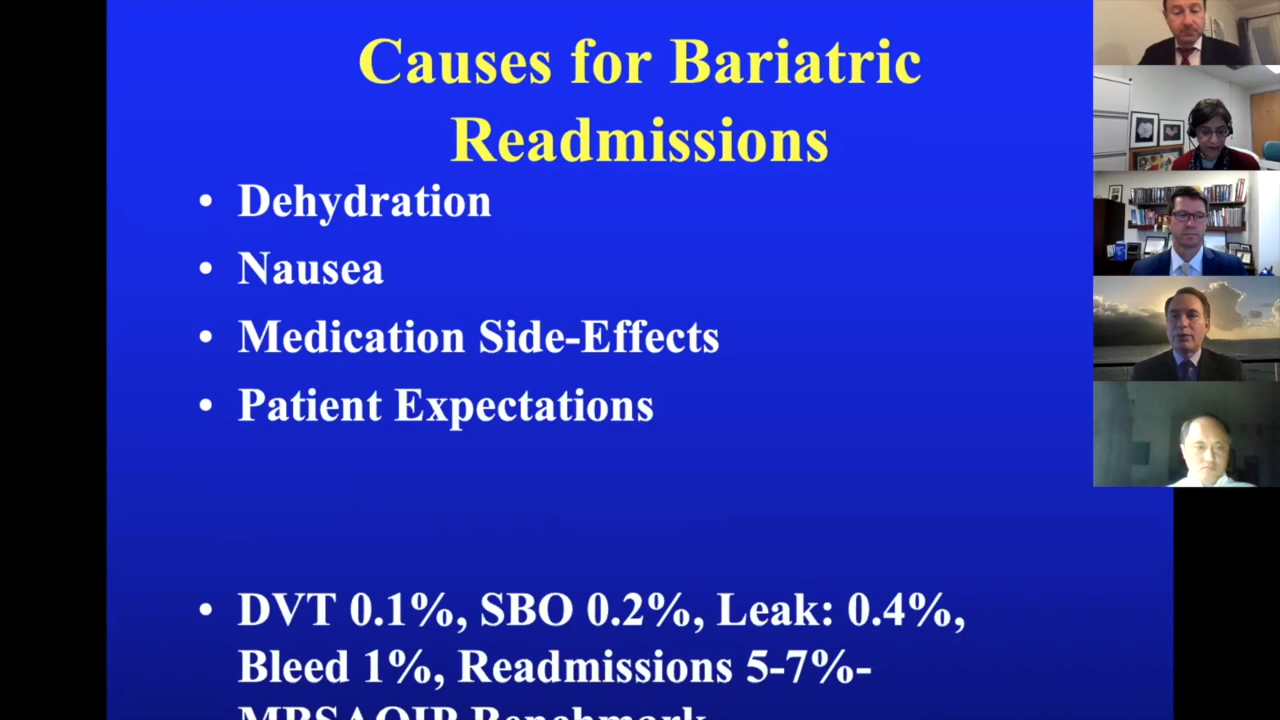 Causes for Bariatric
Readmissions
• Dehydration
• Nausea
• Medication Side-Effects
• Patient Expectations
• DVT 0.1%, SBO 0.2%, Leak: 0.4%,
Bleed 1%, Readmissions 5-7%-
MBSAQIP Benchmark